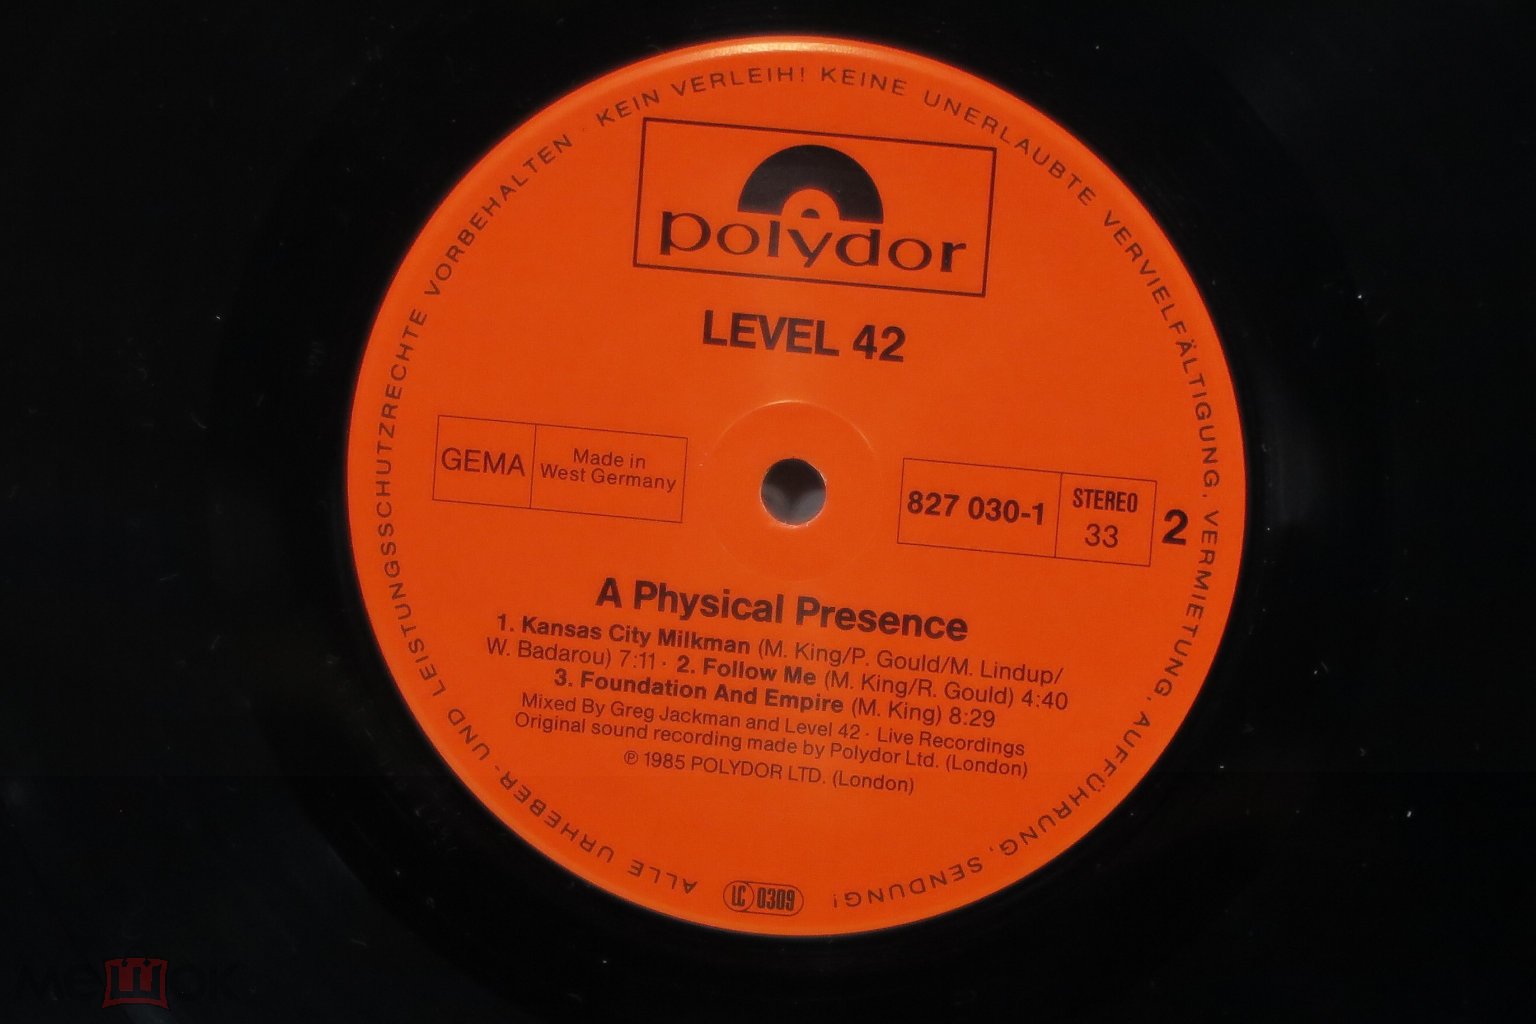 ALLE URHEBER- UND LEISTUNGSSCHUTZRECHTE VORBEHALTEN · KEIN VERLEIH! KEINE UNERLAUBTE VERVIELFÄLTIGUNG, VERMIETUNG, AUFFÜHRUNG, SENDUNG!
polydor
LEVEL 42
GEMA
Made in
West Germany
827 030-1
STEREO
33
2
A Physical Presence
1. Kansas City Milkman (M. King/P. Gould/M. Lindup/
W. Badarou) 7:11 · 2. Follow Me (M. King/R. Gould) 4:40
3. Foundation And Empire (M. King) 8:29
Mixed By Greg Jackman and Level 42 · Live Recordings
Original sound recording made by Polydor Ltd. (London)
℗ 1985 POLYDOR LTD. (London)
LC 0309
мешок